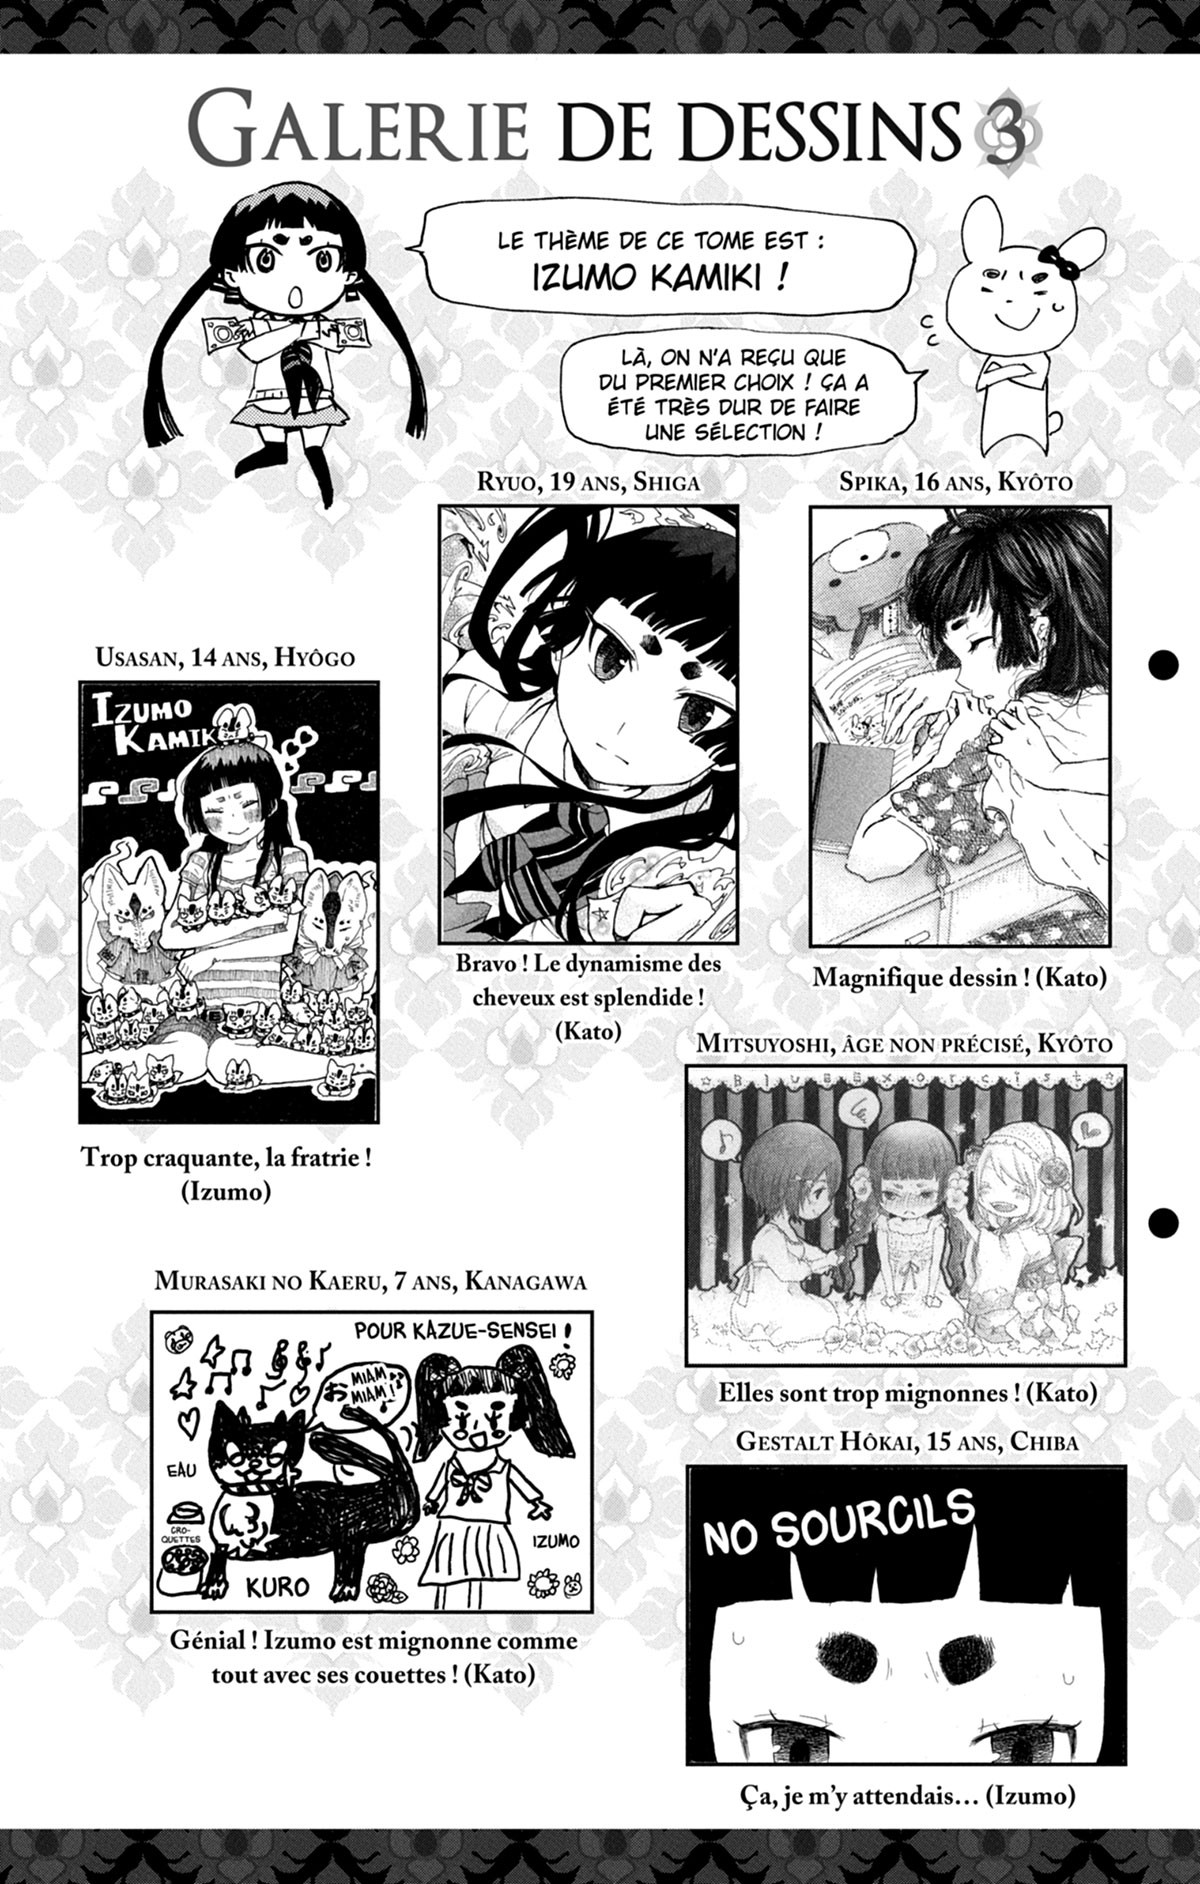 GALERIE DE DESSINS 3
LE THÈME DE CE TOME EST :
IZUMO KAMIKI !
LÀ, ON N'A REÇU QUE
DU PREMIER CHOIX ! ÇA A
ÉTÉ TRÈS DUR DE FAIRE
UNE SÉLECTION !
RYUO, 19 ANS, SHIGA
SPIKA, 16 ANS, KYÔTO
USASAN, 14 ANS, HYÔGO
IZUMO
KAMIK
Bravo ! Le dynamisme des
cheveux est splendide !
(Kato)
Magnifique dessin ! (Kato)
MITSUYOSHI, ÂGE NON PRÉCISÉ, KYÔTO
Blue Exorcist
Trop craquante, la fratrie !
(Izumo)
MURASAKI NO KAERU, 7 ANS, KANAGAWA
POUR KAZUE-SENSEI !
お
MIAM
MIAM !
EAU
CRO-
QUETTES
KURO
IZUMO
Elles sont trop mignonnes ! (Kato)
GESTALT HÔKAI, 15 ANS, CHIBA
NO SOURCILS
Génial ! Izumo est mignonne comme
tout avec ses couettes ! (Kato)
Ça, je m'y attendais… (Izumo)